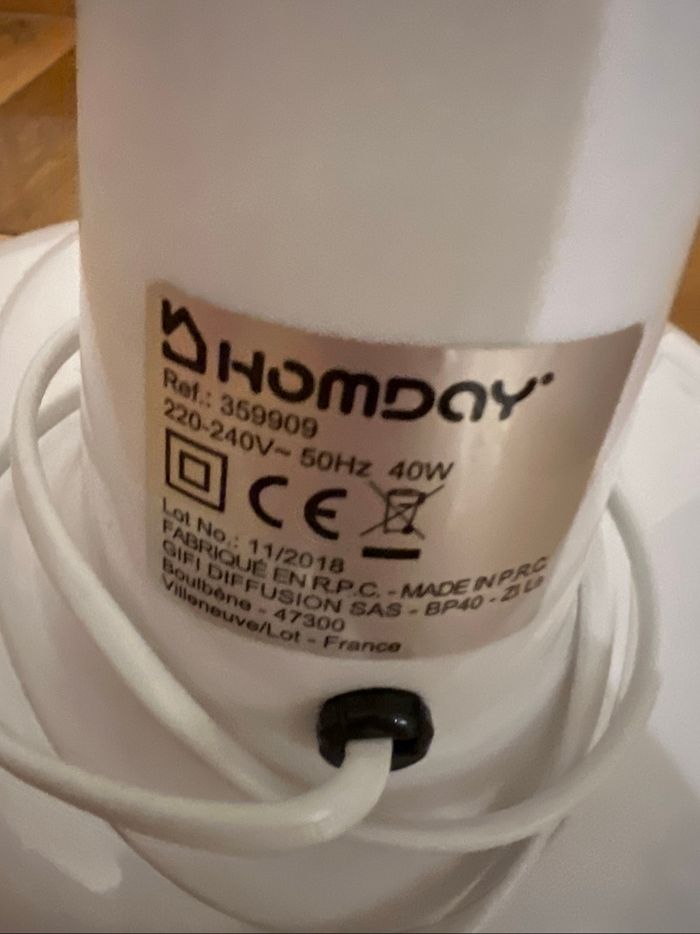 HOMDAY
Ref.: 359909
220-240V~ 50Hz 40W
CE
Lot No.: 11/2018
FABRIQUÉ EN R.P.C. - MADE IN P.R.C.
GIFI DIFFUSION SAS - BP40 - ZI La
Boulbène - 47300
Villeneuve/Lot - France